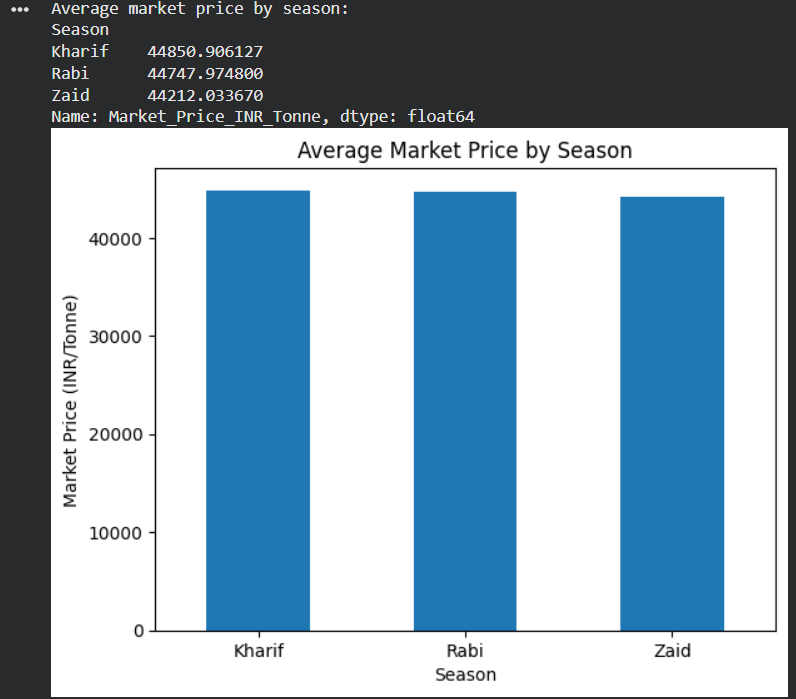 Average market price by season:
Season
Kharif    44850.906127
Rabi      44747.974800
Zaid      44212.033670
Name: Market_Price_INR_Tonne, dtype: float64
Average Market Price by Season
Market Price (INR/Tonne)
40000
30000
20000
10000
0
Kharif Rabi Zaid
Season